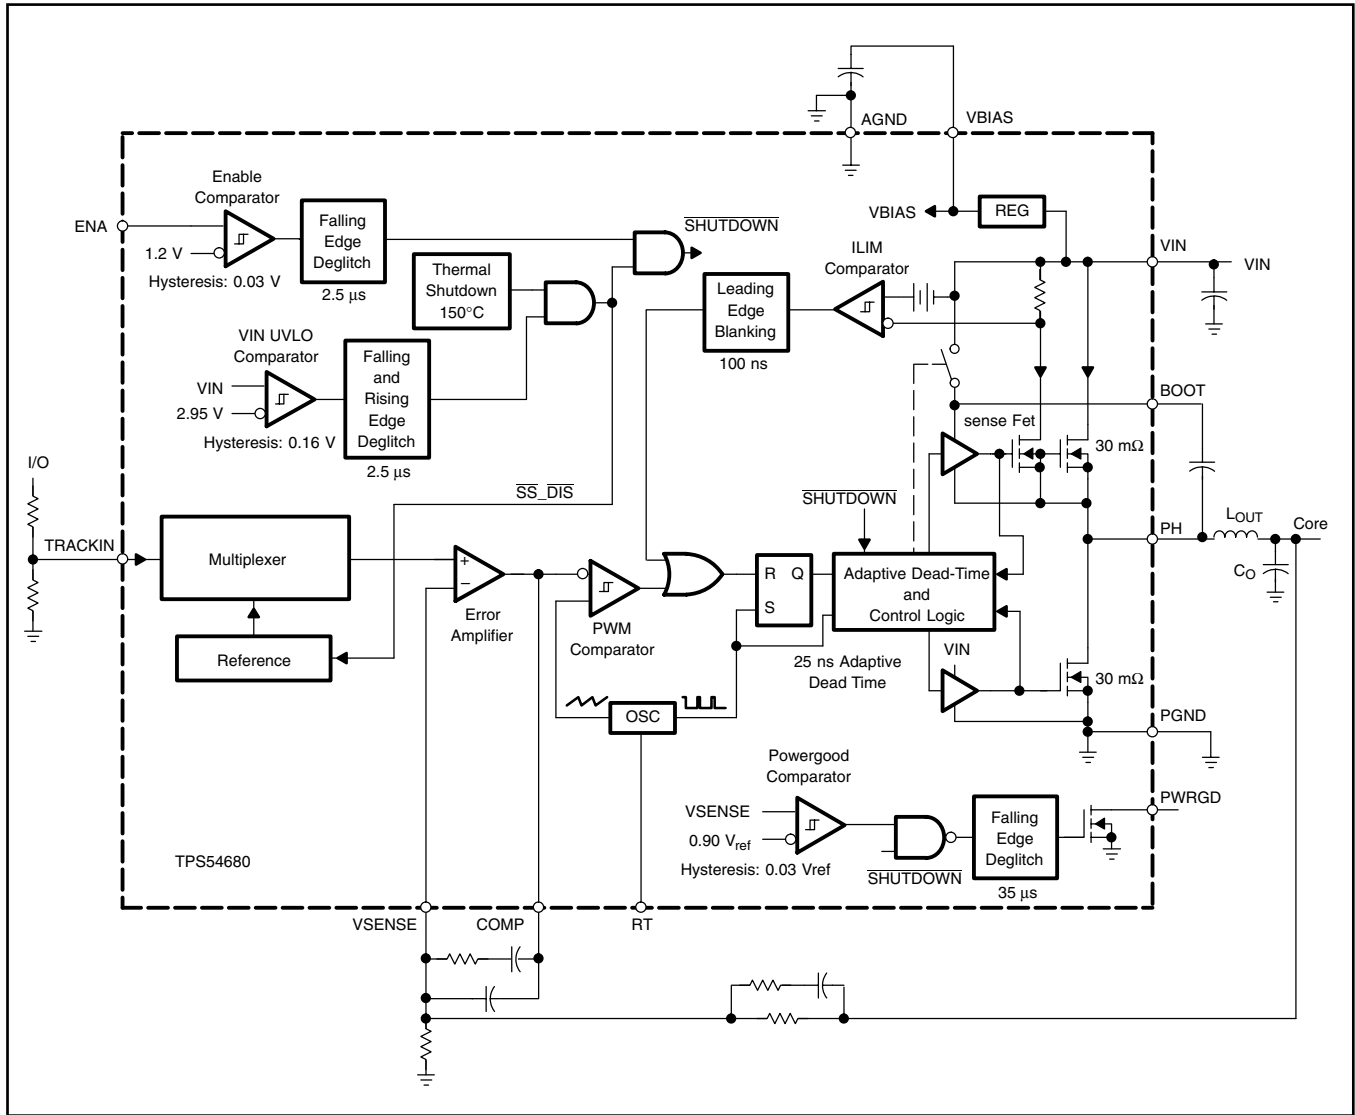 AGND
VBIAS
Enable
Comparator
ENA
1.2 V
Hysteresis: 0.03 V
Falling
Edge
Deglitch
2.5 μs
Thermal
Shutdown
150°C
SHUTDOWN
VBIAS
REG
ILIM
Comparator
Leading
Edge
Blanking
100 ns
VIN
VIN
VIN UVLO
Comparator
VIN
2.95 V
Hysteresis: 0.16 V
Falling
and
Rising
Edge
Deglitch
2.5 μs
BOOT
sense Fet
30 mΩ
I/O
SS_DIS
SHUTDOWN
TRACKIN
Multiplexer
Reference
+
−
Error
Amplifier
PWM
Comparator
R Q
S
Adaptive Dead-Time
and
Control Logic
25 ns Adaptive
Dead Time
PH
LOUT
Core
CO
VIN
30 mΩ
OSC
PGND
Powergood
Comparator
VSENSE
0.90 Vref
Hysteresis: 0.03 Vref
SHUTDOWN
Falling
Edge
Deglitch
35 μs
PWRGD
TPS54680
VSENSE
COMP
RT